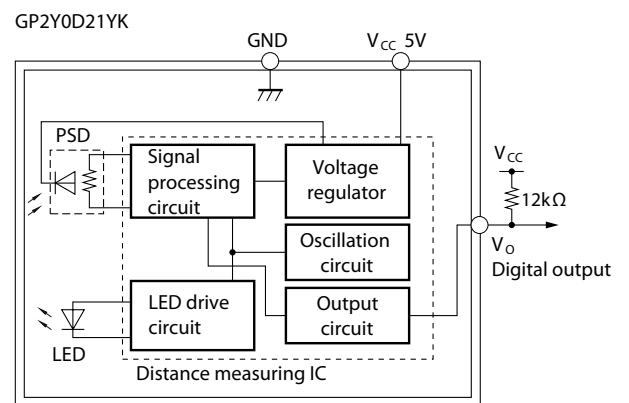 GP2Y0D21YK
GND
VCC 5V
PSD
Signal
processing
circuit
Voltage
regulator
VCC
12kΩ
Oscillation
circuit
VO
Digital output
LED drive
circuit
Output
circuit
LED
Distance measuring IC